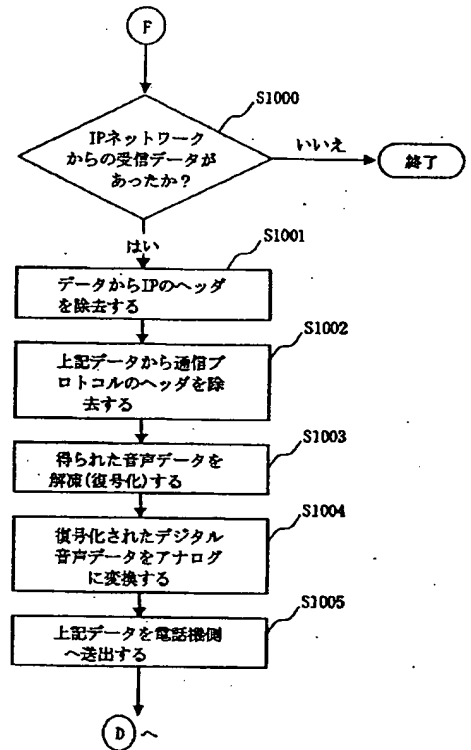 F
S1000
IPネットワーク
からの受信データが
あったか？
いいえ
終了
はい
S1001
データからIPのヘッダ
を除去する
S1002
上記データから通信プ
ロトコルのヘッダを除
去する
S1003
得られた音声データを
解凍(復号化)する
S1004
復号化されたデジタル
音声データをアナログ
に変換する
S1005
上記データを電話機側
へ送出する
D へ